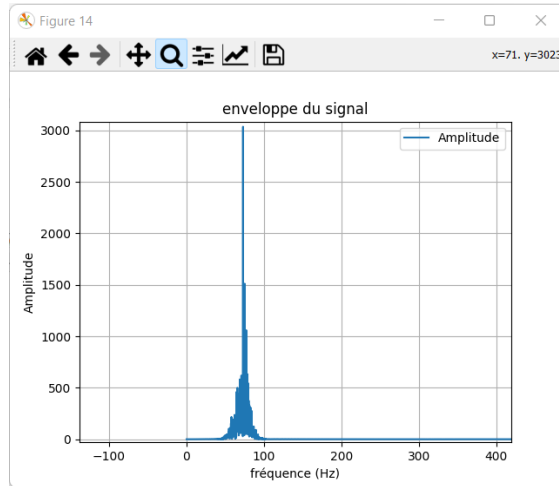 Figure 14
x=71. y=3023
enveloppe du signal
Amplitude
3000
2500
2000
1500
1000
500
0
Amplitude
−100
0
100
200
300
400
fréquence (Hz)